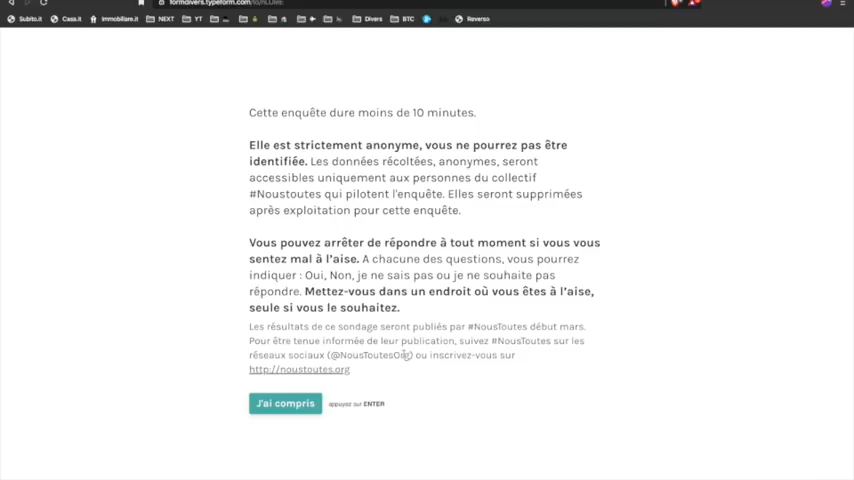 Subito.it Casa.it Immobiliare.it NEXT YT Divers BTC Reverso
Cette enquête dure moins de 10 minutes.
Elle est strictement anonyme, vous ne pourrez pas être
identifiée. Les données récoltées, anonymes, seront
accessibles uniquement aux personnes du collectif
#Noustoutes qui pilotent l'enquête. Elles seront supprimées
après exploitation pour cette enquête.
Vous pouvez arrêter de répondre à tout moment si vous vous
sentez mal à l'aise. A chacune des questions, vous pourrez
indiquer : Oui, Non, je ne sais pas ou je ne souhaite pas
répondre. Mettez-vous dans un endroit où vous êtes à l'aise,
seule si vous le souhaitez.
Les résultats de ce sondage seront publiés par #NousToutes début mars.
Pour être tenue informée de leur publication, suivez #NousToutes sur les
réseaux sociaux (@NousToutesOrg) ou inscrivez-vous sur
http://noustoutes.org
J'ai compris appuyez sur ENTER